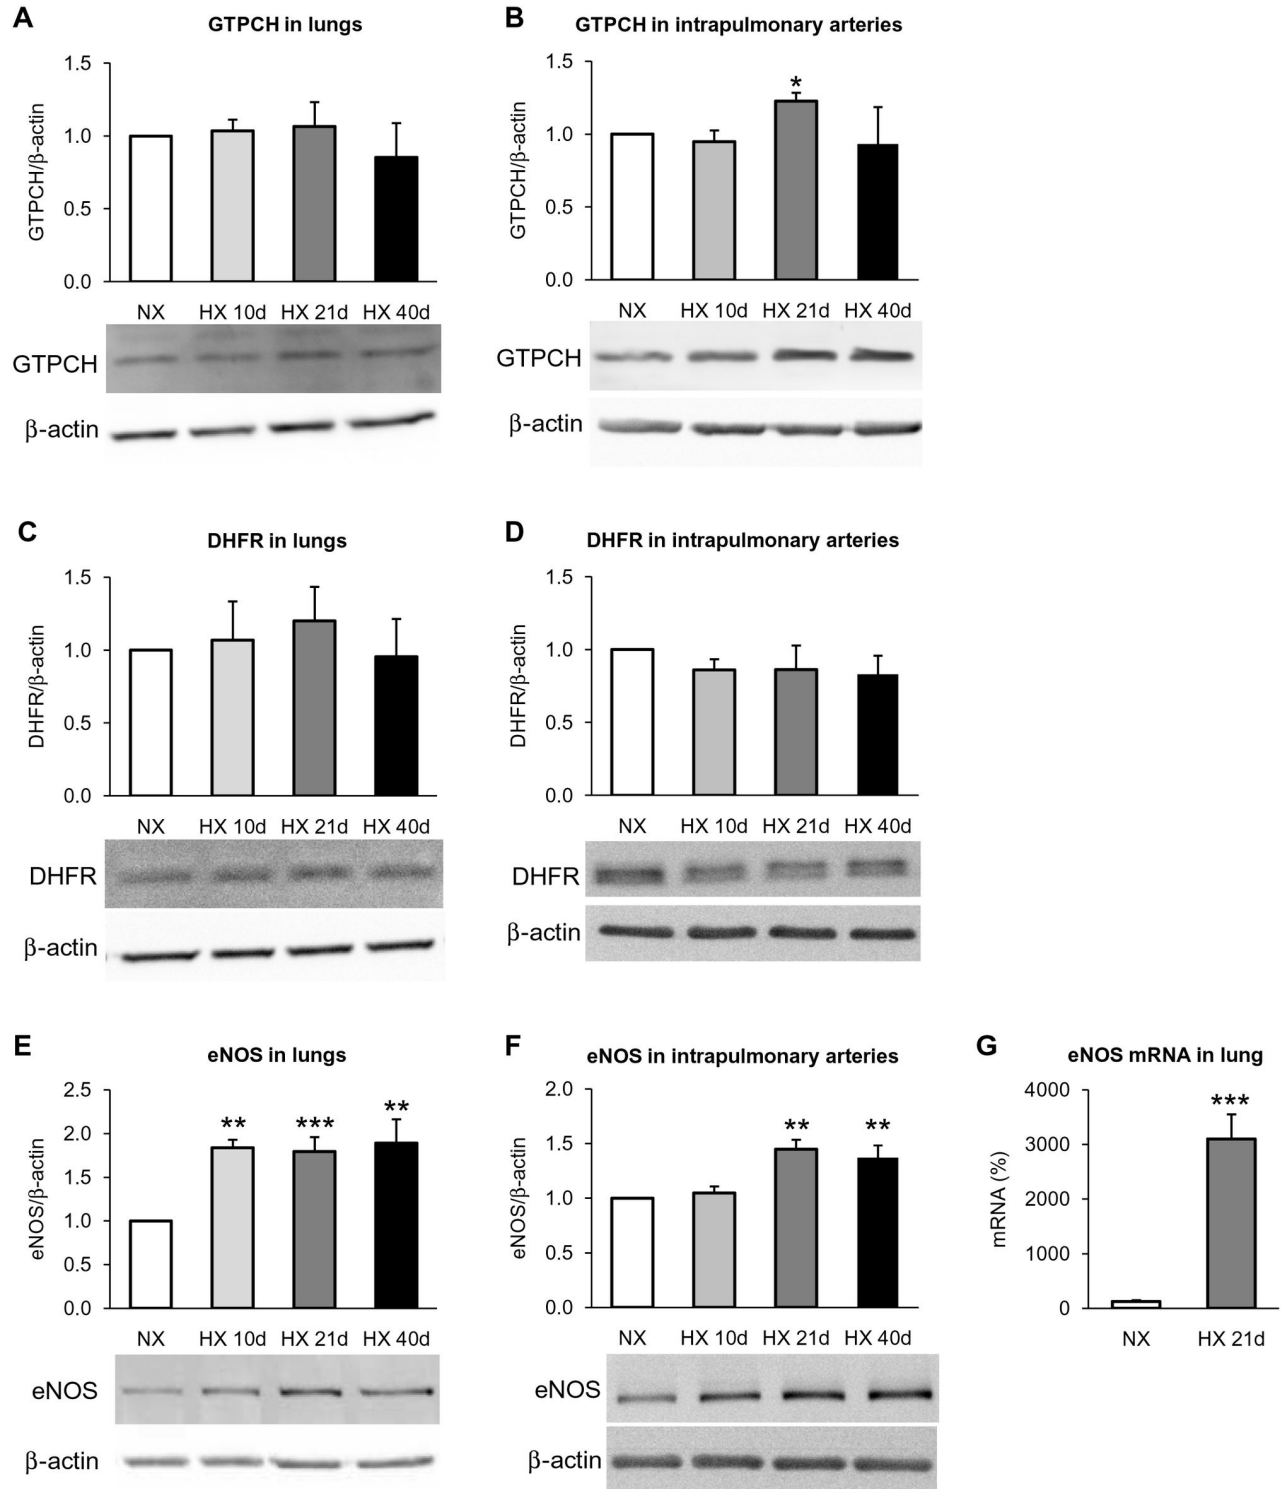 A
GTPCH in lungs
1.5
1.0
0.5
0.0
GTPCH/β-actin
NX HX 10d HX 21d HX 40d
GTPCH
β-actin
B
GTPCH in intrapulmonary arteries
1.5
1.0
0.5
0.0
GTPCH/β-actin
*
NX HX 10d HX 21d HX 40d
GTPCH
β-actin
C
DHFR in lungs
1.5
1.0
0.5
0.0
DHFR/β-actin
NX HX 10d HX 21d HX 40d
DHFR
β-actin
D
DHFR in intrapulmonary arteries
1.5
1.0
0.5
0.0
DHFR/β-actin
NX HX 10d HX 21d HX 40d
DHFR
β-actin
E
eNOS in lungs
2.5
2.0
1.5
1.0
0.5
0.0
eNOS/β-actin
** *** **
NX HX 10d HX 21d HX 40d
eNOS
β-actin
F
eNOS in intrapulmonary arteries
2.0
1.5
1.0
0.5
0.0
eNOS/β-actin
** **
NX HX 10d HX 21d HX 40d
eNOS
β-actin
G
eNOS mRNA in lung
4000
3000
2000
1000
0
mRNA (%)
***
NX HX 21d